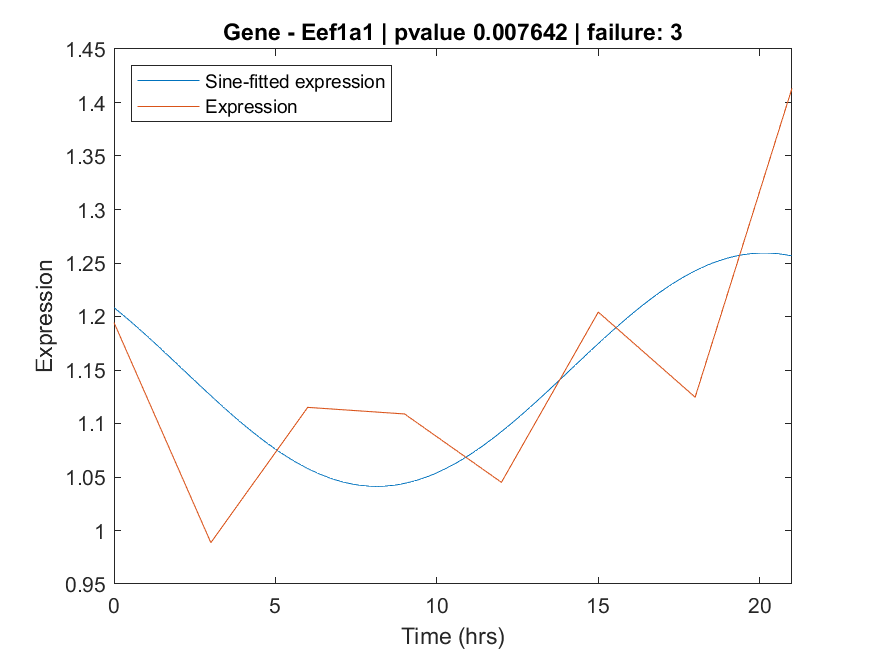 Gene - Eef1a1 | pvalue 0.007642 | failure: 3
Sine-fitted expression
Expression
1.45
1.4
1.35
1.3
1.25
1.2
1.15
1.1
1.05
1
0.95
Expression
0 5 10 15 20
Time (hrs)